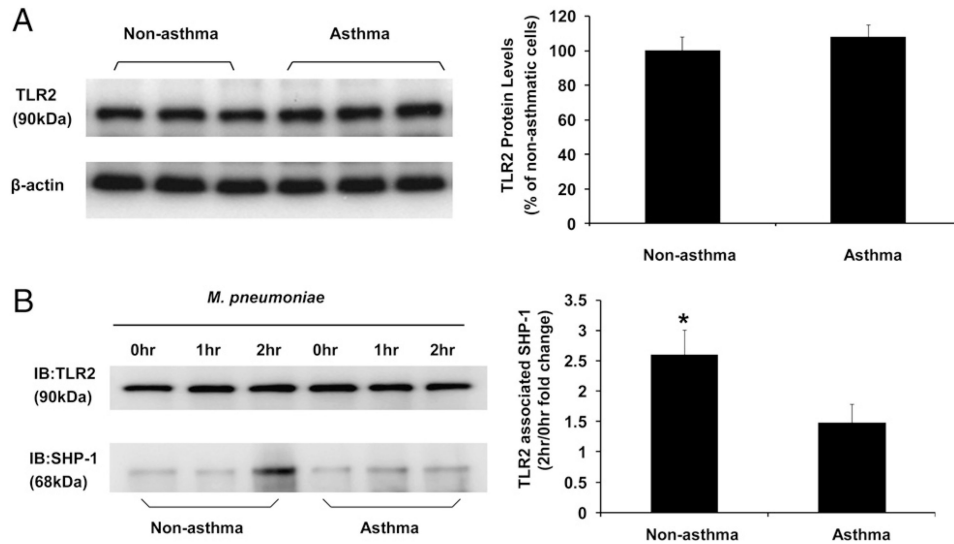 A
Non-asthma Asthma
TLR2
(90kDa)
β-actin
TLR2 Protein Levels
(% of non-asthmatic cells)
120
100
80
60
40
20
0
Non-asthma Asthma
B
M. pneumoniae
0hr 1hr 2hr 0hr 1hr 2hr
IB:TLR2
(90kDa)
IB:SHP-1
(68kDa)
Non-asthma Asthma
TLR2 associated SHP-1
(2hr/0hr fold change)
3.5
3
2.5
2
1.5
1
0.5
0
*
Non-asthma Asthma